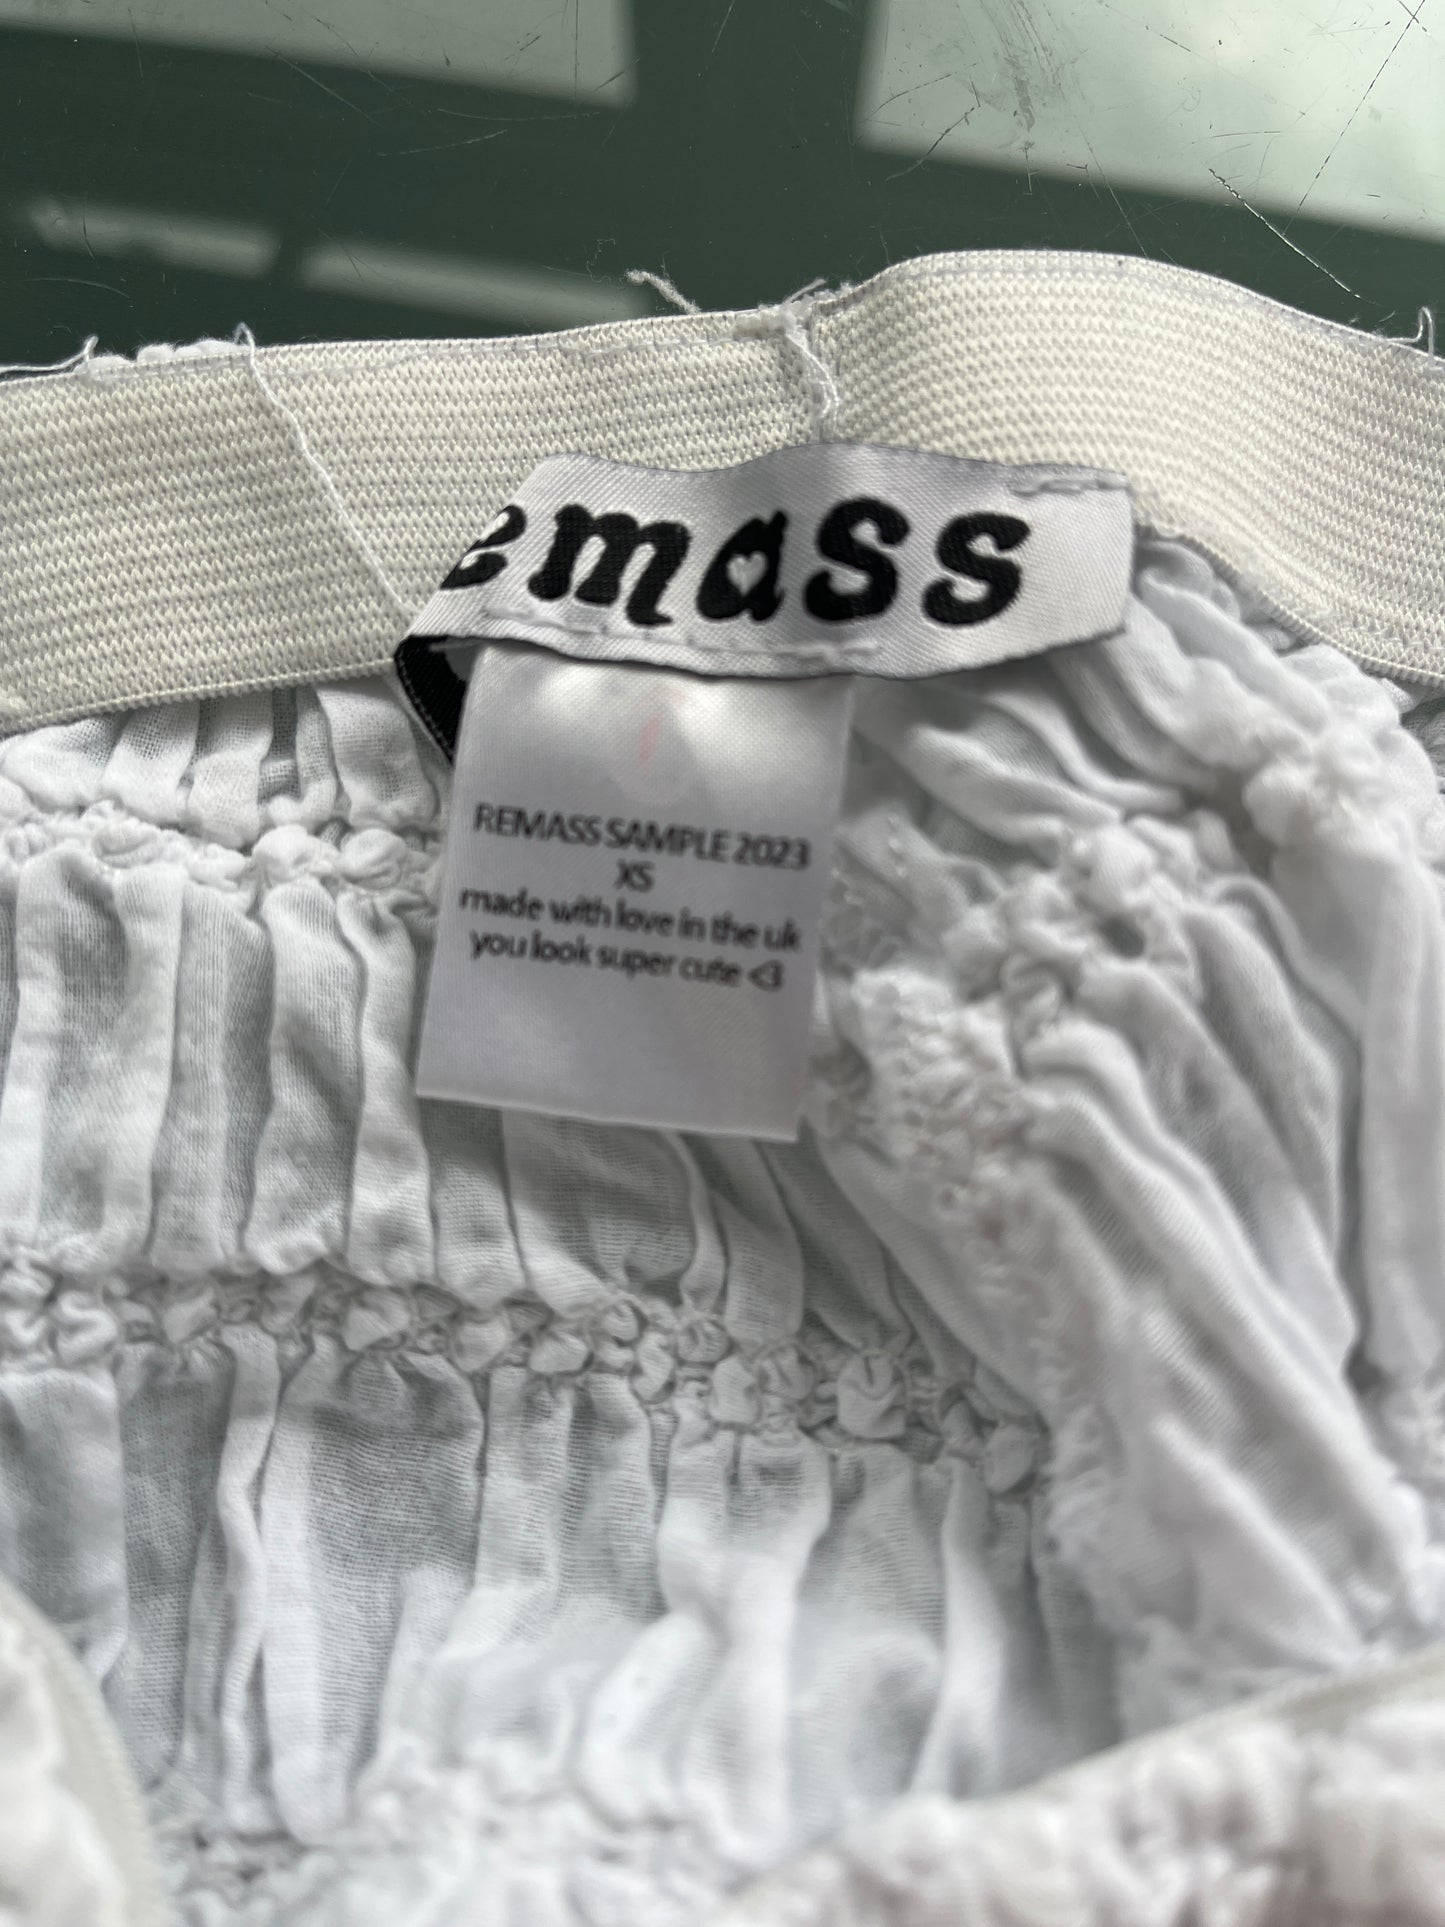 emass
REMASS SAMPLE 2023
XS
made with love in the uk
you look super cute <3